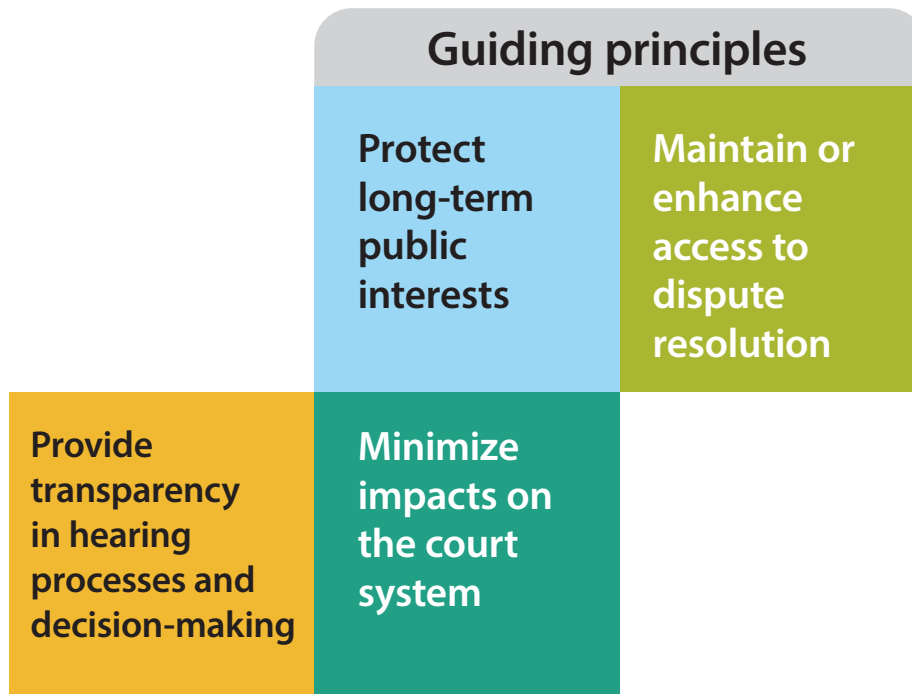 Guiding principles
Protect
long-term
public
interests
Maintain or
enhance
access to
dispute
resolution
Provide
transparency
in hearing
processes and
decision-making
Minimize
impacts on
the court
system